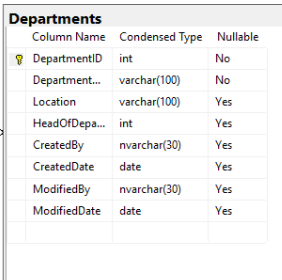 Departments
Column Name Condensed Type Nullable
DepartmentID int No
Department... varchar(100) No
Location varchar(100) Yes
HeadOfDepa... int Yes
CreatedBy nvarchar(30) Yes
CreatedDate date Yes
ModifiedBy nvarchar(30) Yes
ModifiedDate date Yes